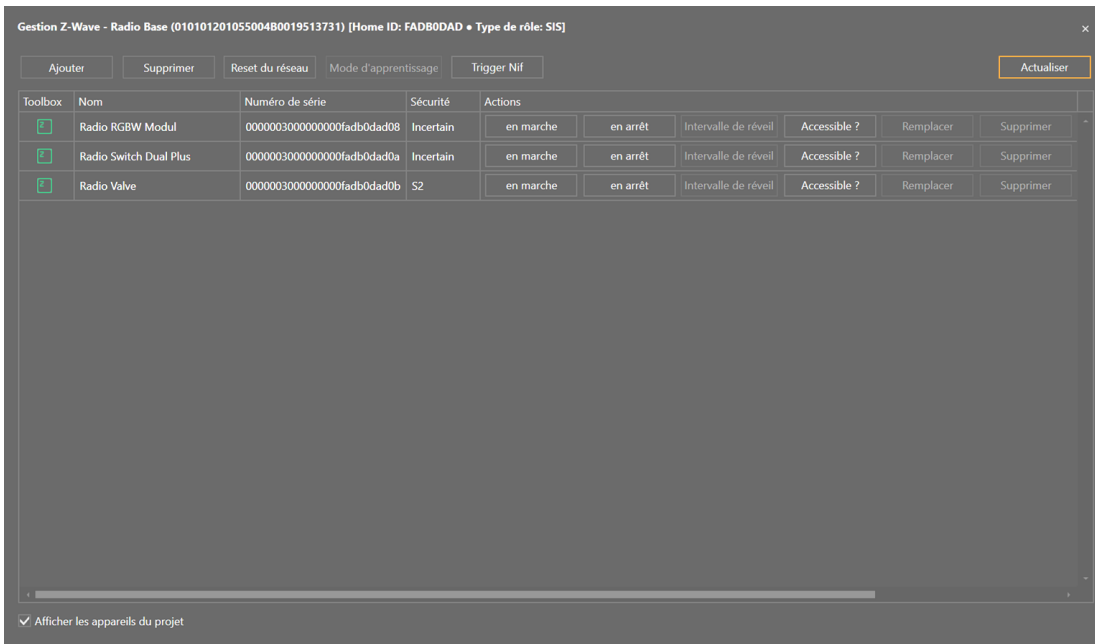 Gestion Z-Wave - Radio Base (010101201055004B0019513731) [Home ID: FADB0DAD ● Type de rôle: SIS]
Ajouter Supprimer Reset du réseau Mode d'apprentissage Trigger Nif Actualiser
Toolbox Nom Numéro de série Sécurité Actions
Radio RGBW Modul 0000003000000000fadb0dad08 Incertain en marche en arrêt Intervalle de réveil Accessible ? Remplacer Supprimer
Radio Switch Dual Plus 0000003000000000fadb0dad0a Incertain en marche en arrêt Intervalle de réveil Accessible ? Remplacer Supprimer
Radio Valve 0000003000000000fadb0dad0b S2 en marche en arrêt Intervalle de réveil Accessible ? Remplacer Supprimer
Afficher les appareils du projet